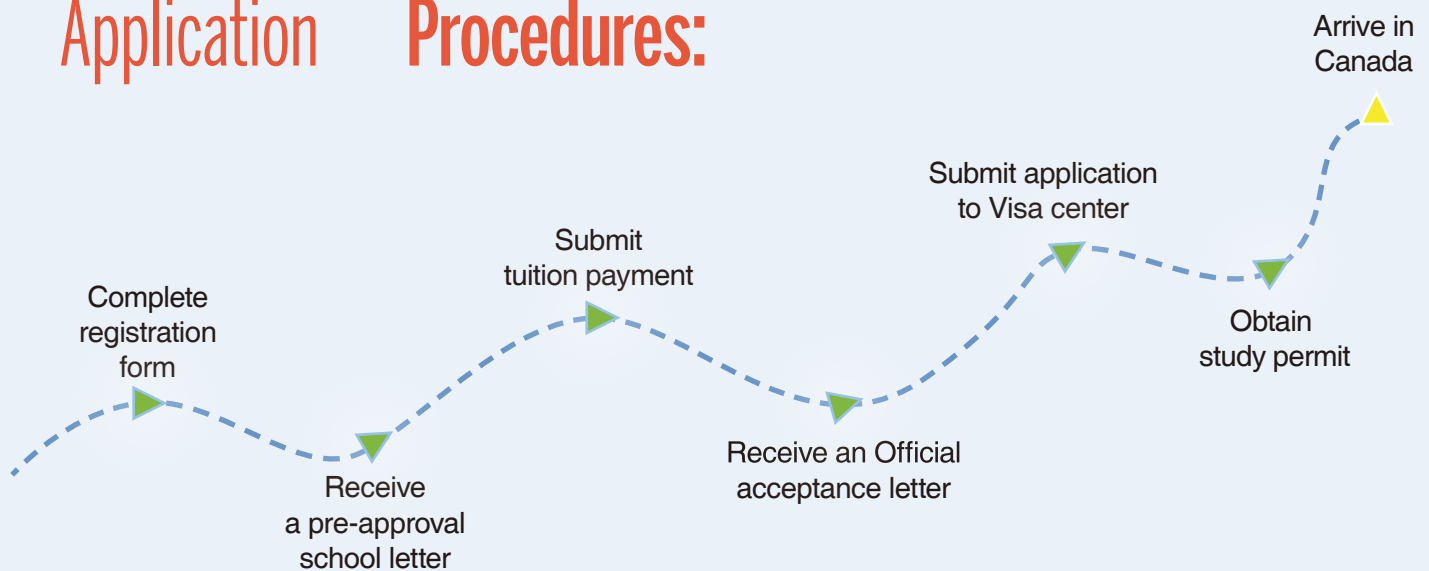 Application Procedures:
Complete
registration
form
Receive
a pre-approval
school letter
Submit
tuition payment
Receive an Official
acceptance letter
Submit application
to Visa center
Obtain
study permit
Arrive in
Canada